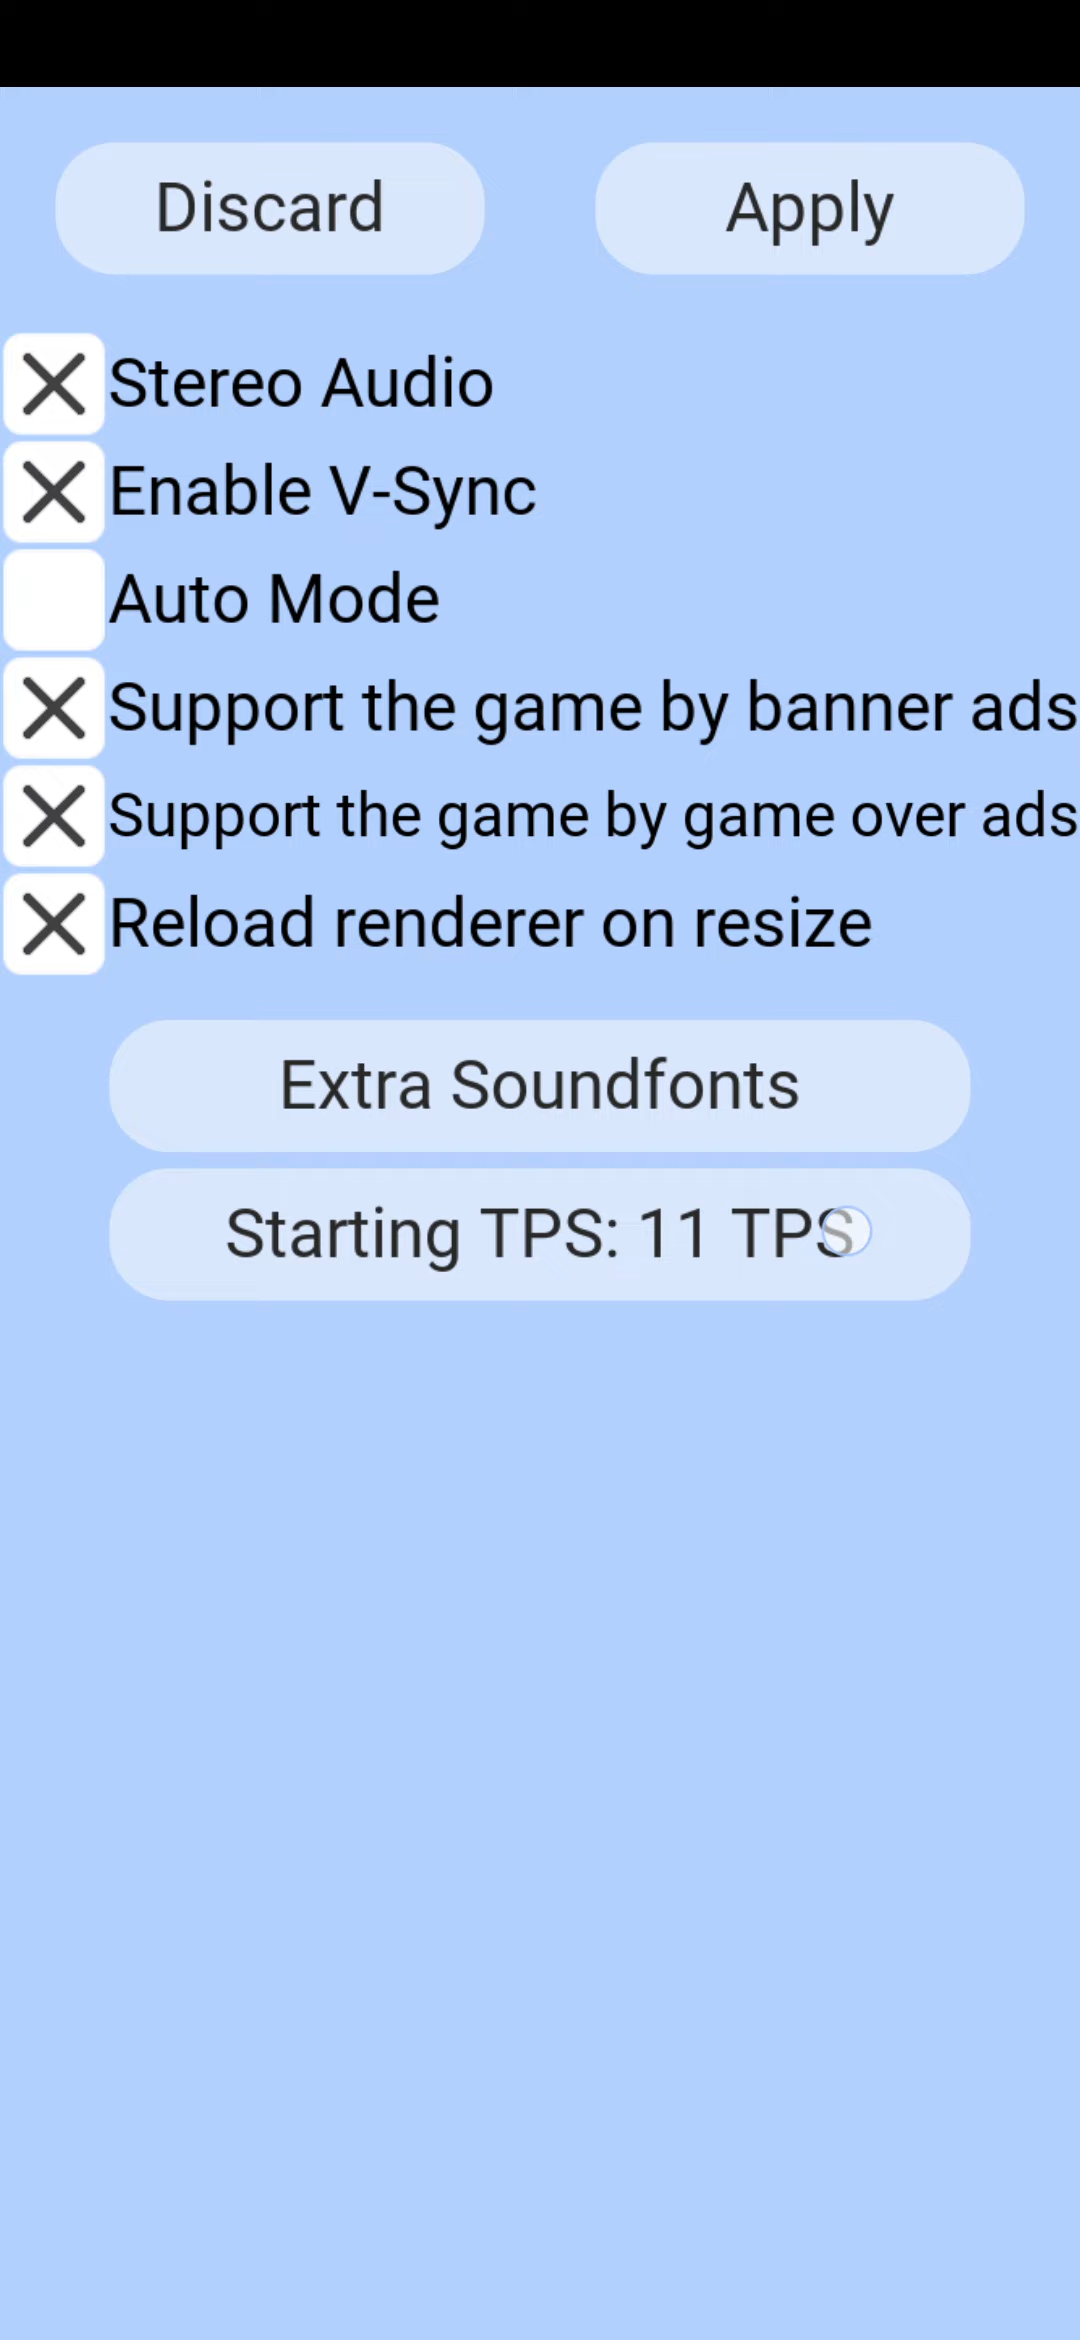 Discard
Apply
Stereo Audio
Enable V-Sync
Auto Mode
Support the game by banner ads
Support the game by game over ads
Reload renderer on resize
Extra Soundfonts
Starting TPS: 11 TPS